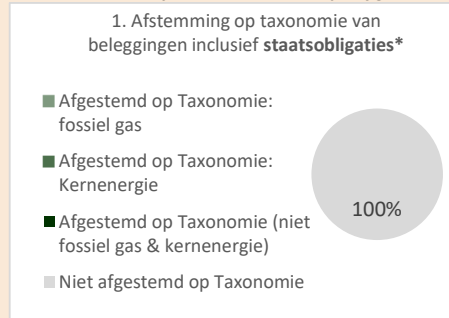 1. Afstemming op taxonomie van
beleggingen inclusief staatsobligaties*
Afgestemd op Taxonomie:
fossiel gas
Afgestemd op Taxonomie:
Kernenergie
Afgestemd op Taxonomie (niet
fossiel gas & kernenergie)
Niet afgestemd op Taxonomie
100%